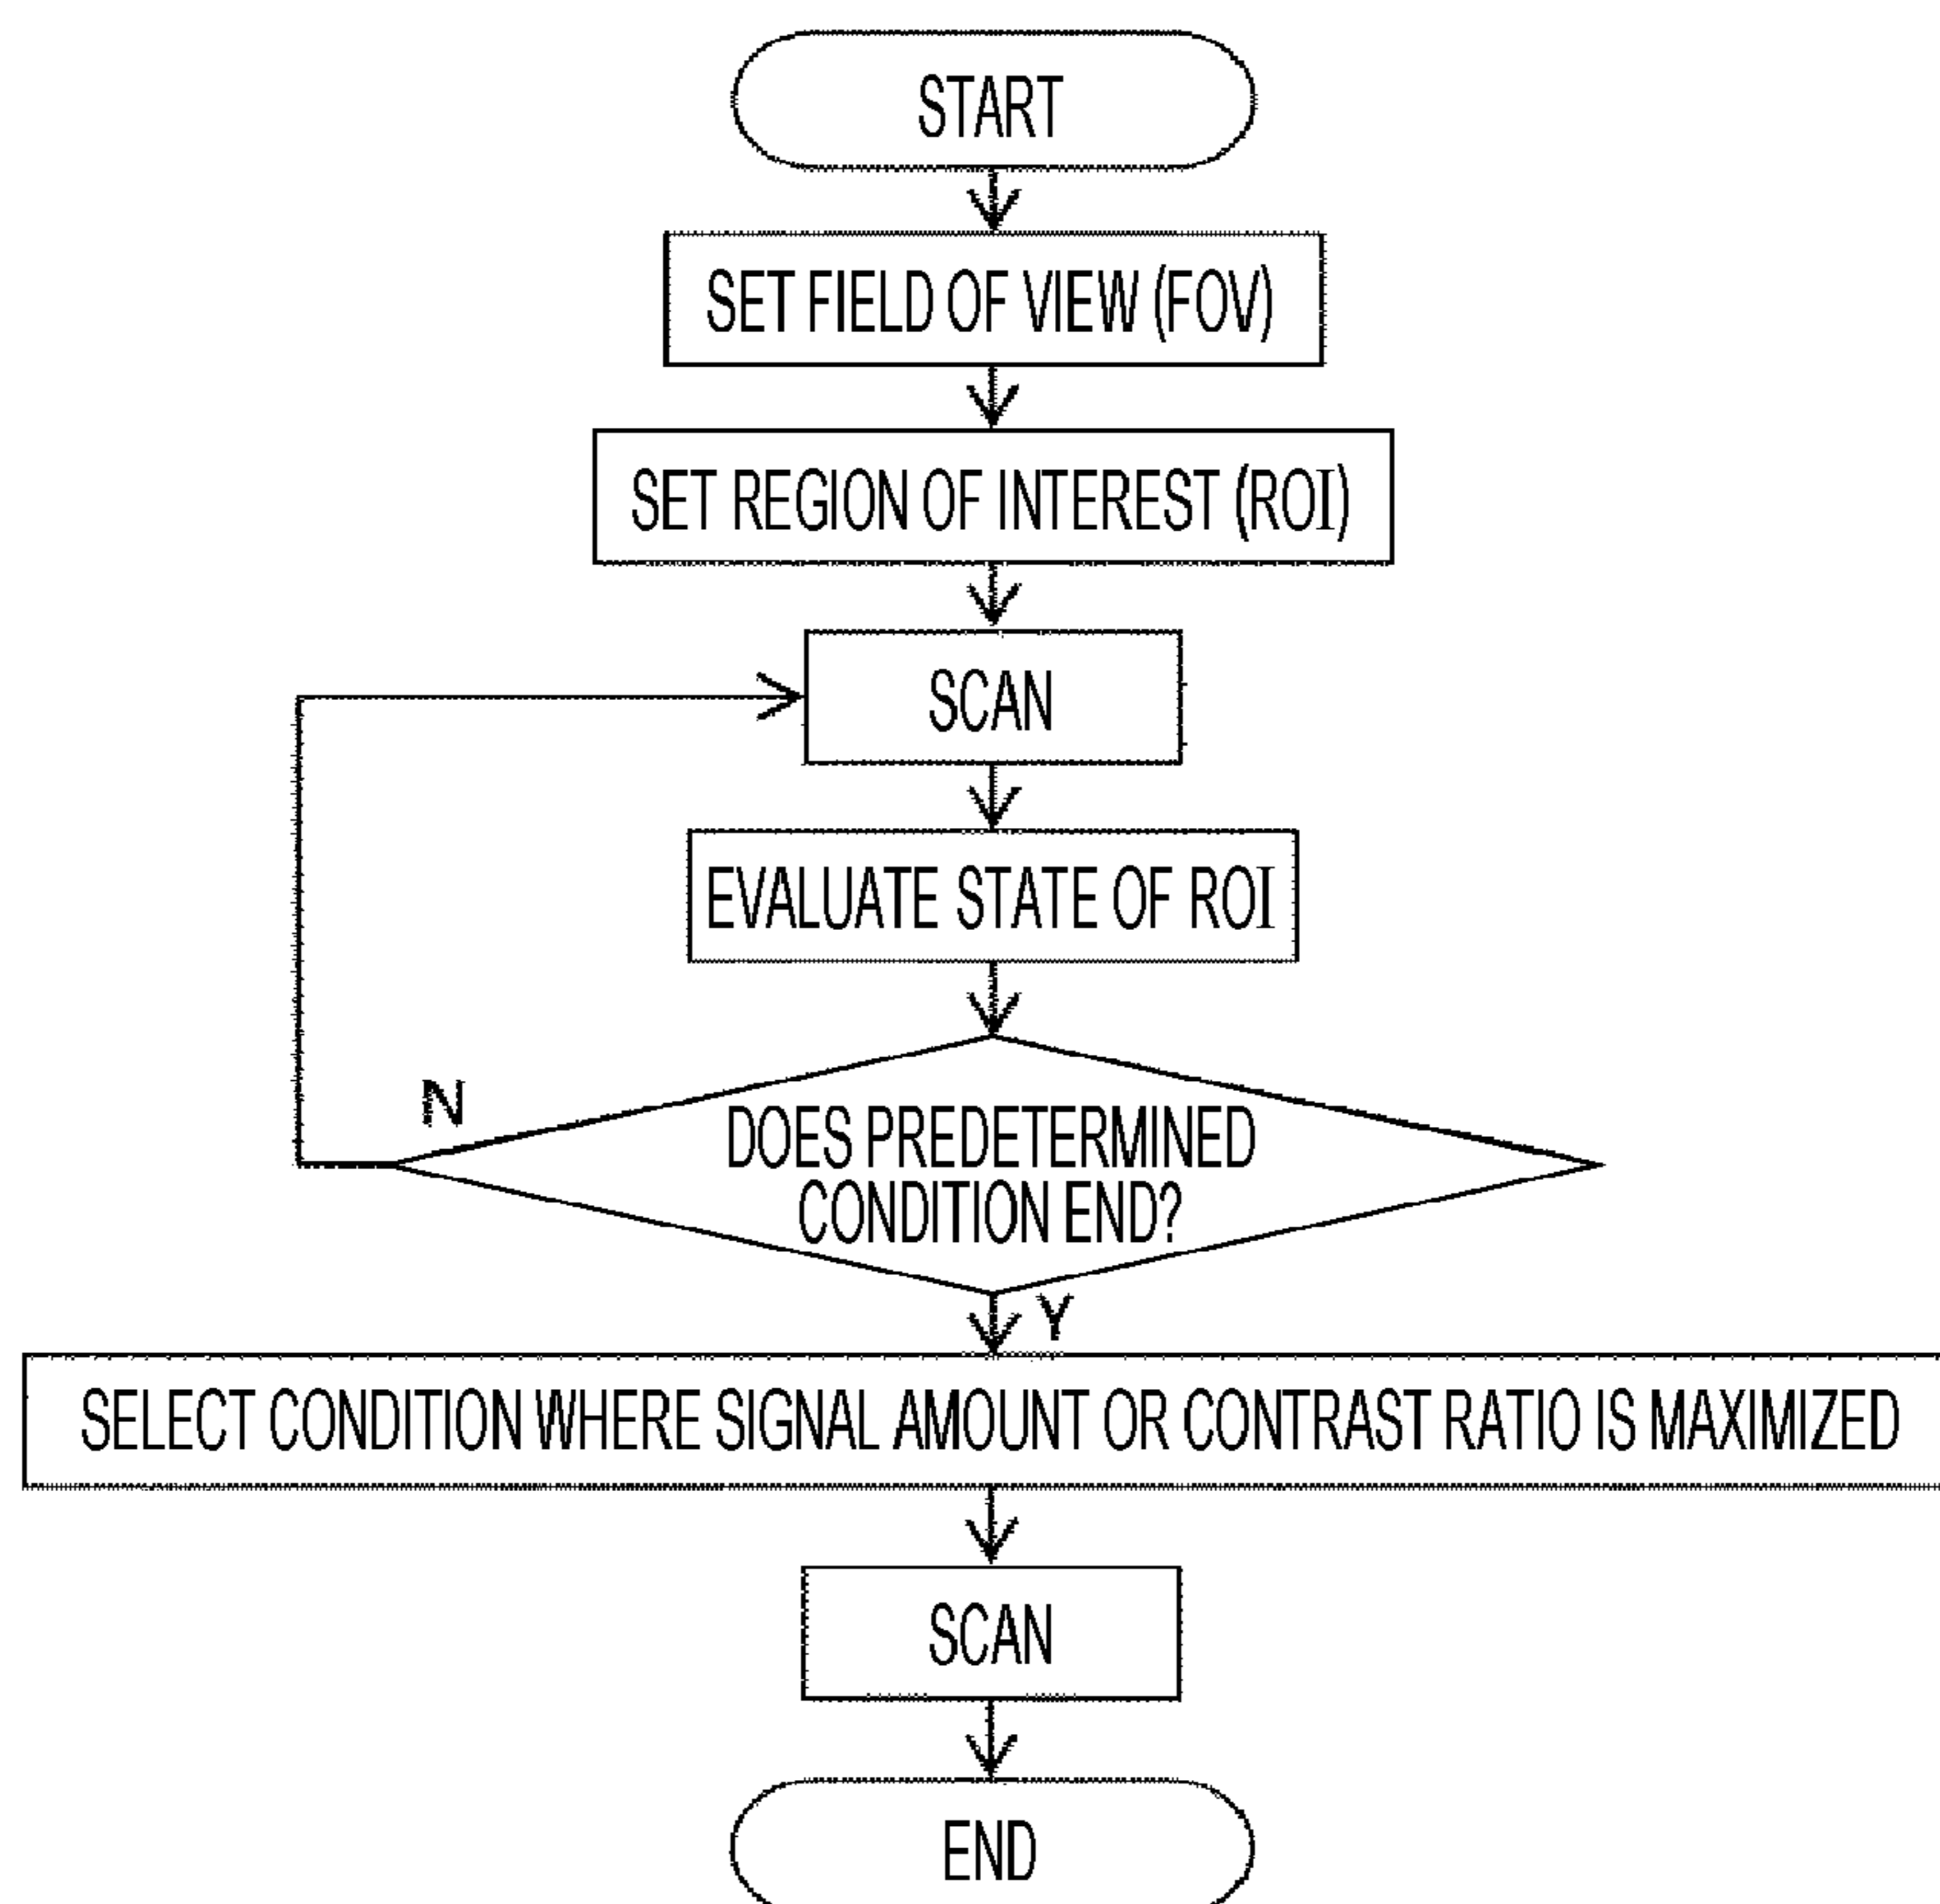 START
SET FIELD OF VIEW (FOV)
SET REGION OF INTEREST (ROI)
SCAN
EVALUATE STATE OF ROI
N
DOES PREDETERMINED
CONDITION END?
Y
SELECT CONDITION WHERE SIGNAL AMOUNT OR CONTRAST RATIO IS MAXIMIZED
SCAN
END